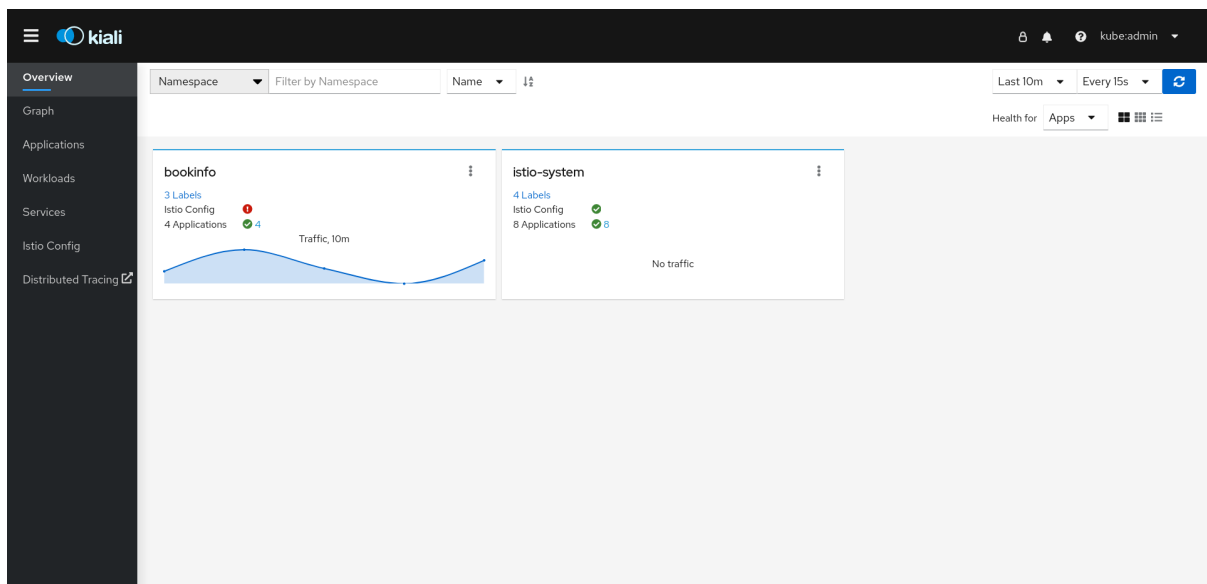 kiali
kube:admin
Overview
Graph
Applications
Workloads
Services
Istio Config
Distributed Tracing
Namespace Filter by Namespace Name Last 10m Every 15s
Health for Apps
bookinfo
3 Labels
Istio Config
4 Applications 4
Traffic, 10m
istio-system
4 Labels
Istio Config
8 Applications 8
No traffic